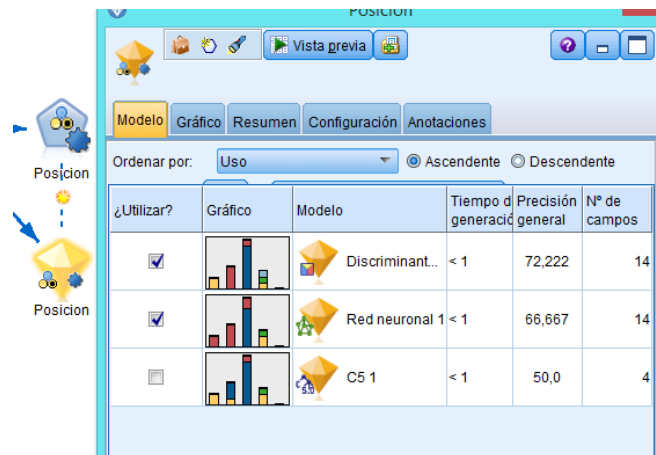 Posicion
Vista previa
Modelo Gráfico Resumen Configuración Anotaciones
Ordenar por: Uso Ascendente Descendente
¿Utilizar? Gráfico Modelo Tiempo d generació Precisión general Nº de campos
Discriminant... < 1 72,222 14
Red neuronal 1 < 1 66,667 14
C5 1 < 1 50,0 4
Posicion
Posicion